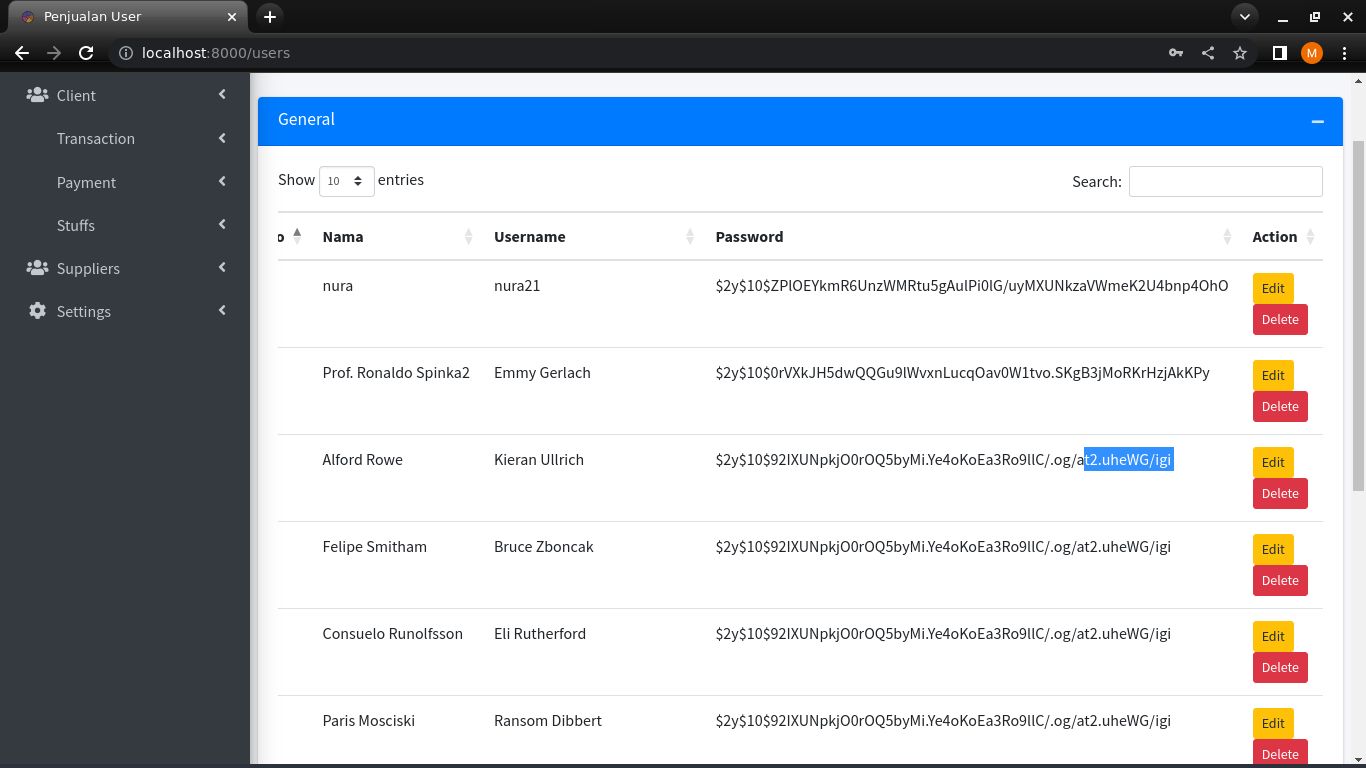 Penjualan User
localhost:8000/users
M
Client
Transaction
Payment
Stuffs
Suppliers
Settings
General
Show 10 entries
Search:
o Nama Username Password Action
nura nura21 $2y$10$ZPlOEYkmR6UnzWMRtu5gAulPi0lG/uyMXUNkzaVWmeK2U4bnp4OhO Edit
Delete
Prof. Ronaldo Spinka2 Emmy Gerlach $2y$10$0rVXkJH5dwQQGu9lWvxnLucqOav0W1tvo.SKgB3jMoRKrHzjAkKPy Edit
Delete
Alford Rowe Kieran Ullrich $2y$10$92IXUNpkjO0rOQ5byMi.Ye4oKoEa3Ro9llC/.og/at2.uheWG/igi Edit
Delete
Felipe Smitham Bruce Zboncak $2y$10$92IXUNpkjO0rOQ5byMi.Ye4oKoEa3Ro9llC/.og/at2.uheWG/igi Edit
Delete
Consuelo Runolfsson Eli Rutherford $2y$10$92IXUNpkjO0rOQ5byMi.Ye4oKoEa3Ro9llC/.og/at2.uheWG/igi Edit
Delete
Paris Mosciski Ransom Dibbert $2y$10$92IXUNpkjO0rOQ5byMi.Ye4oKoEa3Ro9llC/.og/at2.uheWG/igi Edit
Delete